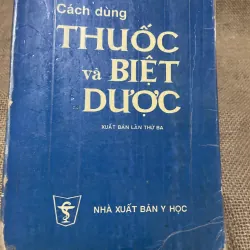 Cách dùng
THUỐC
và BIỆT
DƯỢC
XUẤT BẢN LẦN THỨ BA
NHÀ XUẤT BẢN Y HỌC